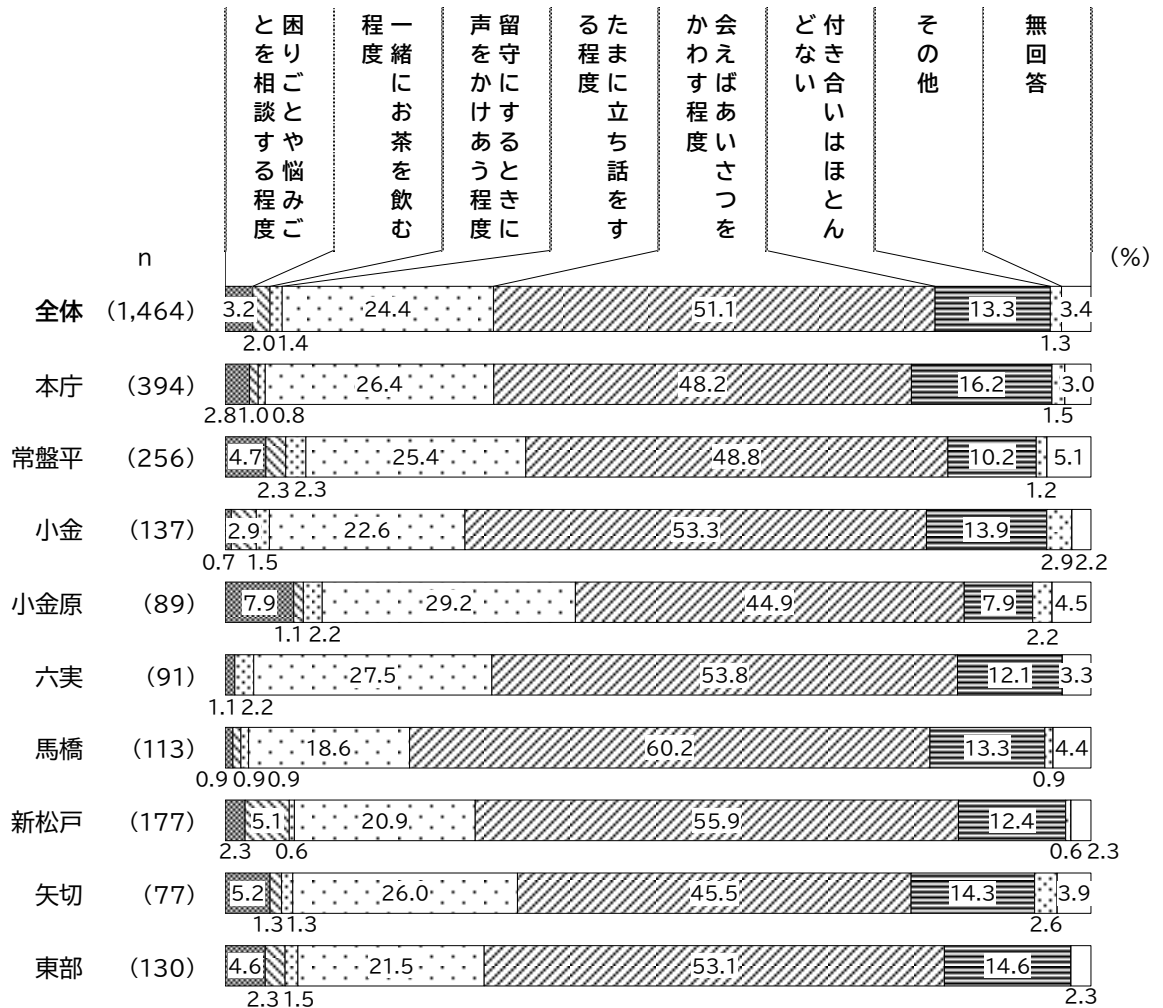 困りごとや悩みご
とを相談する程度
一緒にお茶を飲む
程度
留守にするときに
声をかけあう程度
たまに立ち話をす
る程度
会えばあいさつを
かわす程度
付き合いはほとん
どない
その他
無回答
n
(%)
全体 (1,464) 3.2 24.4 51.1 13.3 3.4
2.0 1.4 1.3
本庁 (394) 26.4 48.2 16.2 3.0
2.8 1.0 0.8 1.5
常盤平 (256) 4.7 25.4 48.8 10.2 5.1
2.3 2.3 1.2
小金 (137) 2.9 22.6 53.3 13.9
0.7 1.5 2.9 2.2
小金原 (89) 7.9 29.2 44.9 7.9 4.5
1.1 2.2 2.2
六実 (91) 27.5 53.8 12.1 3.3
1.1 2.2
馬橋 (113) 18.6 60.2 13.3 4.4
0.9 0.9 0.9 0.9
新松戸 (177) 5.1 20.9 55.9 12.4
2.3 0.6 0.6 2.3
矢切 (77) 5.2 26.0 45.5 14.3 3.9
1.3 1.3 2.6
東部 (130) 4.6 21.5 53.1 14.6
2.3 1.5 2.3